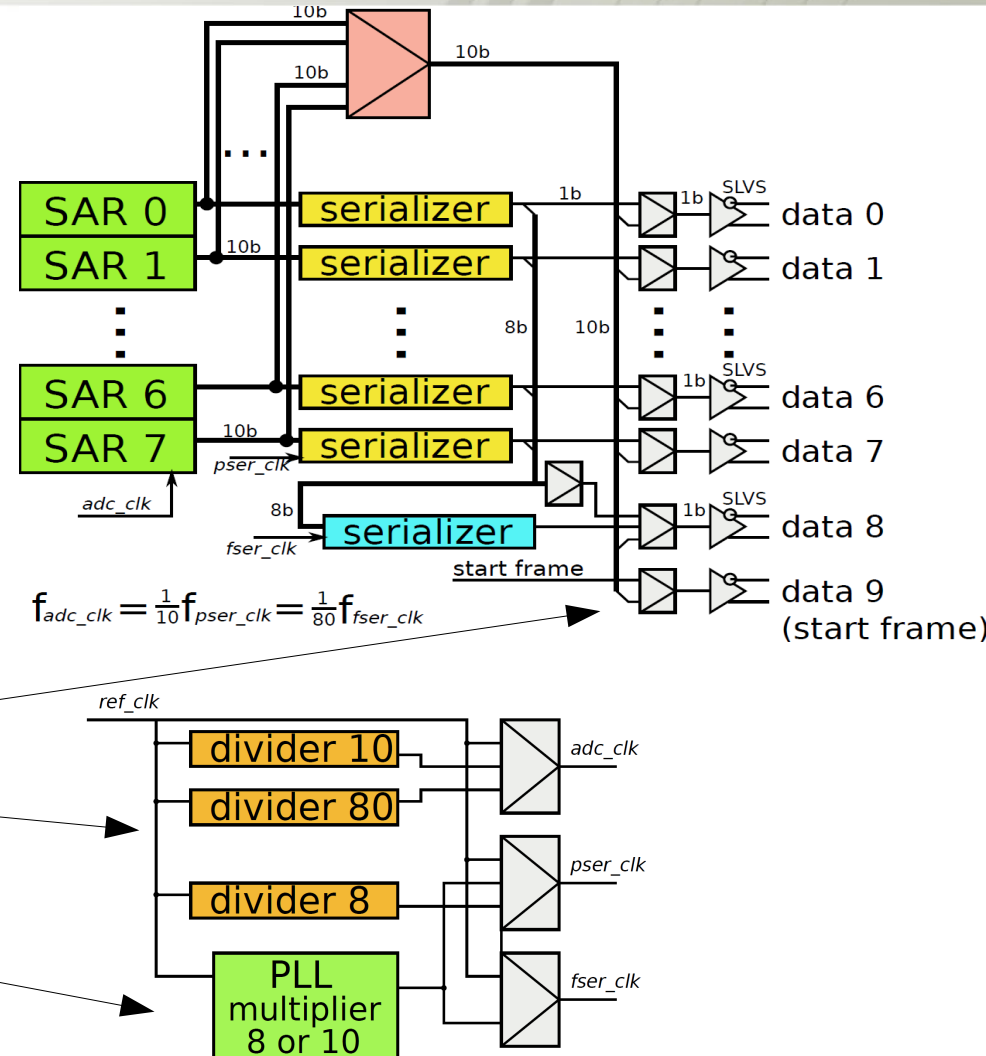 10b
10b
10b
. . .
SAR 0
serializer
1b
1b
SLVS
data 0
SAR 1
10b
serializer
data 1
8b
10b
SAR 6
serializer
1b
SLVS
data 6
SAR 7
10b
serializer
data 7
pser_clk
adc_clk
8b
serializer
1b
SLVS
data 8
fser_clk
start frame
data 9
(start frame)
fadc_clk = 1/10 fpser_clk = 1/80 ffser_clk
ref_clk
divider 10
adc_clk
divider 80
pser_clk
divider 8
PLL
multiplier
8 or 10
fser_clk